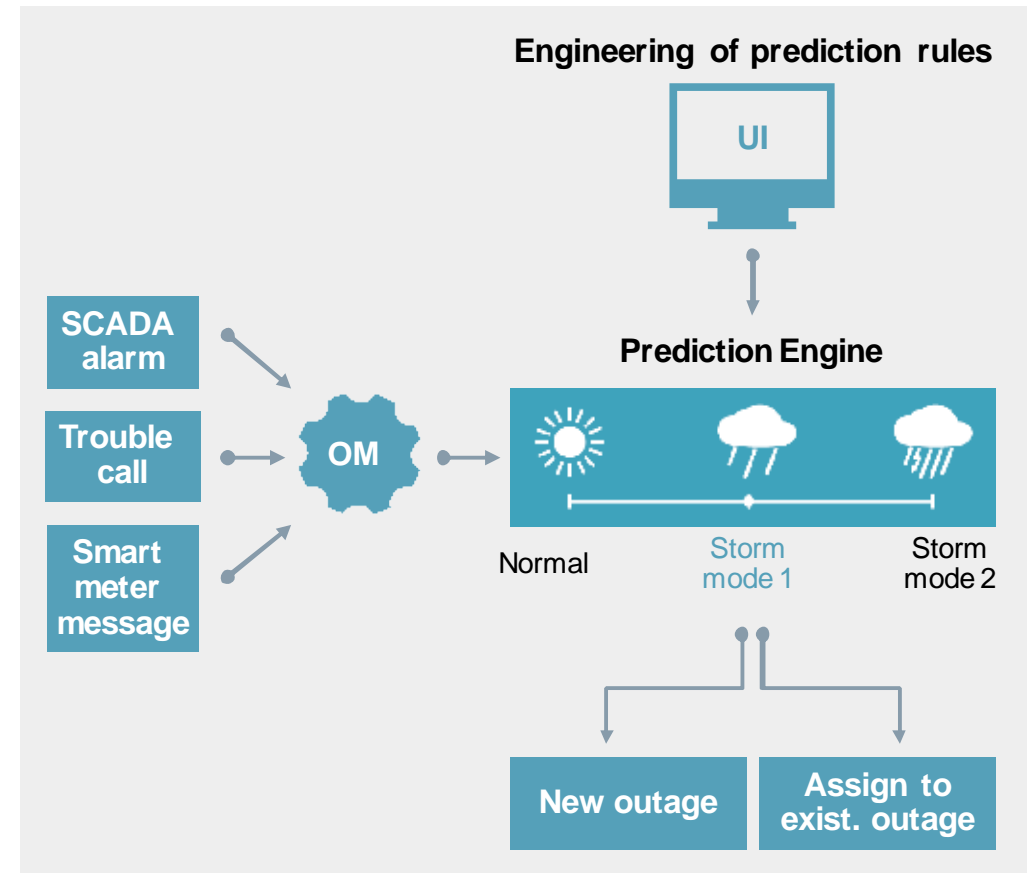 Engineering of prediction rules
UI
SCADA
alarm
Trouble
call
Smart
meter
message
OM
Prediction Engine
Normal
Storm
mode 1
Storm
mode 2
New outage
Assign to
exist. outage